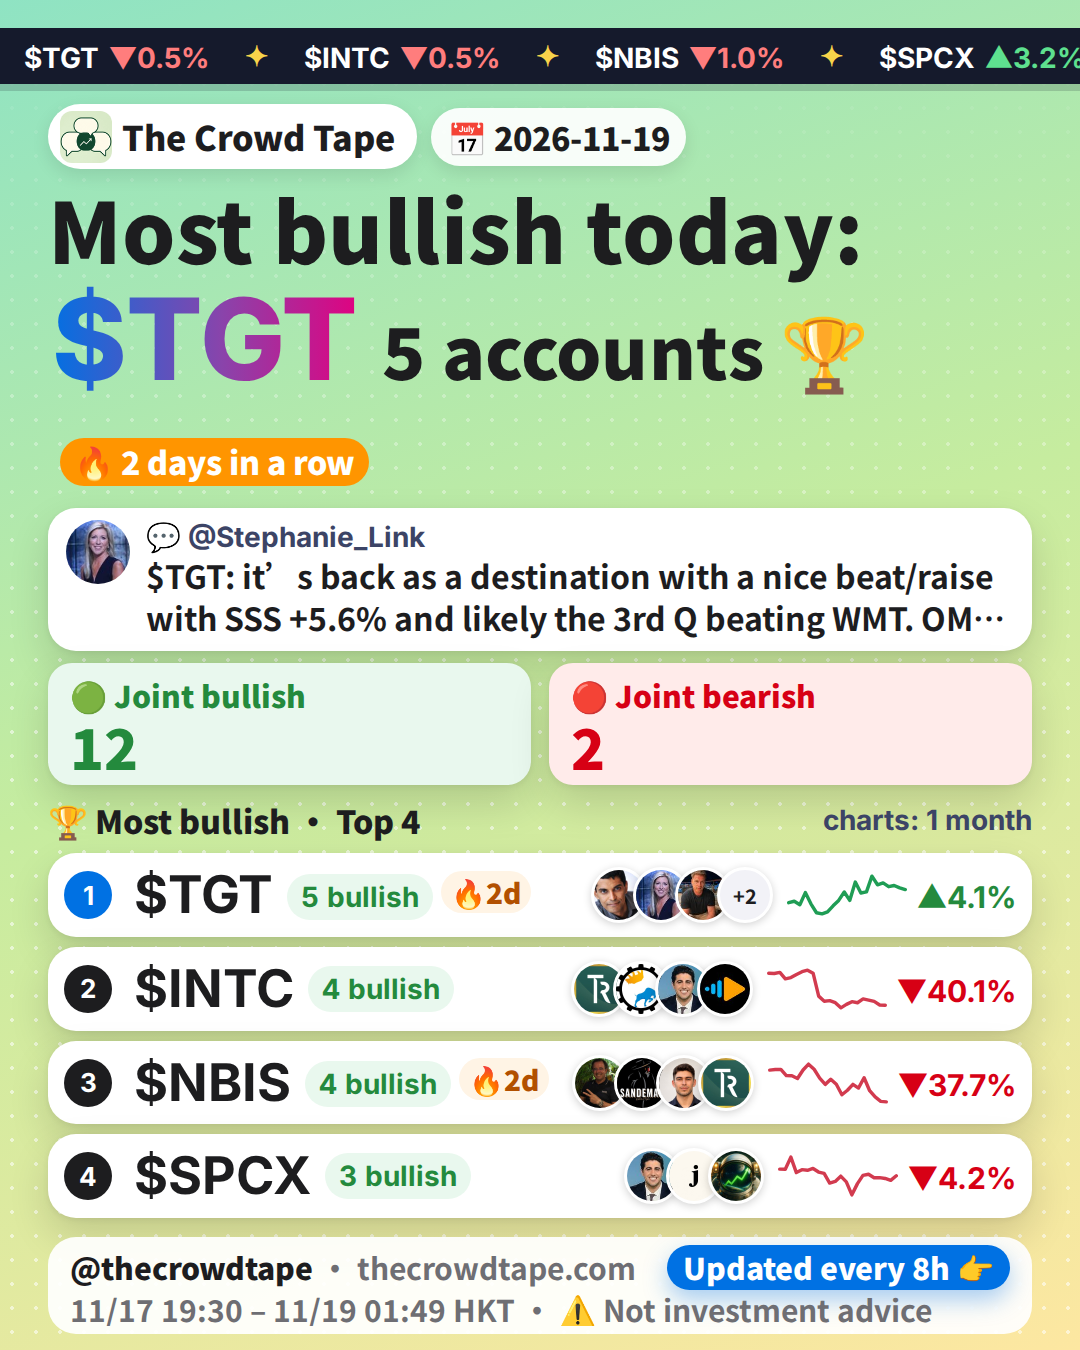 $TGT ▼0.5% ✦ $INTC ▼0.5% ✦ $NBIS ▼1.0% ✦ $SPCX ▲3.2%
The Crowd Tape 📅 2026-11-19
Most bullish today:
$TGT 5 accounts 🏆
🔥 2 days in a row
💬 @Stephanie_Link
$TGT: it’s back as a destination with a nice beat/raise
with SSS +5.6% and likely the 3rd Q beating WMT. OM…
🟢 Joint bullish
12
🔴 Joint bearish
2
🏆 Most bullish • Top 4
charts: 1 month
1 $TGT 5 bullish 🔥2d +2 ▲4.1%
2 $INTC 4 bullish TR ▼40.1%
3 $NBIS 4 bullish 🔥2d SANDEMA TR ▼37.7%
4 $SPCX 3 bullish j ▼4.2%
@thecrowdtape • thecrowdtape.com Updated every 8h 👉
11/17 19:30 – 11/19 01:49 HKT • ⚠️ Not investment advice